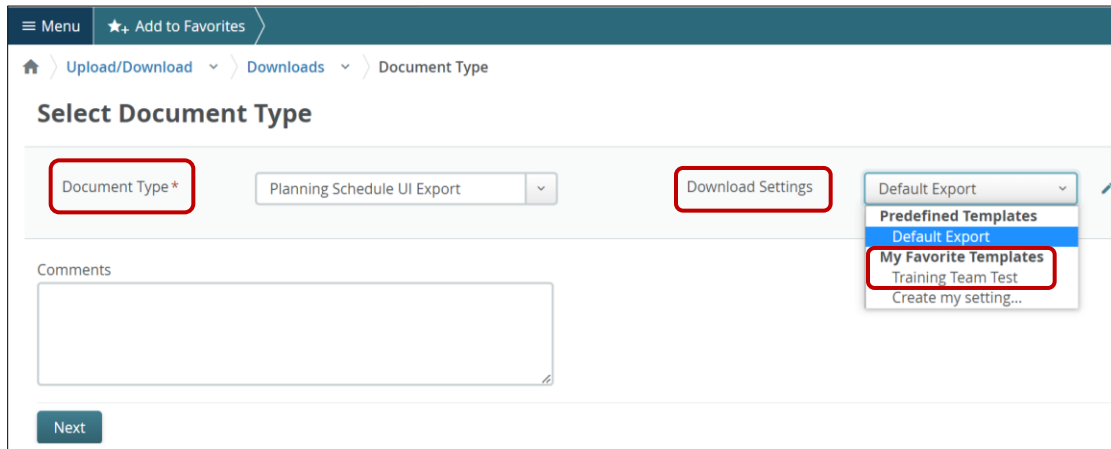 Menu
Add to Favorites
Upload/Download
Downloads
Document Type
Select Document Type
Document Type*
Planning Schedule UI Export
Download Settings
Default Export
Predefined Templates
Default Export
My Favorite Templates
Training Team Test
Create my setting...
Comments
Next